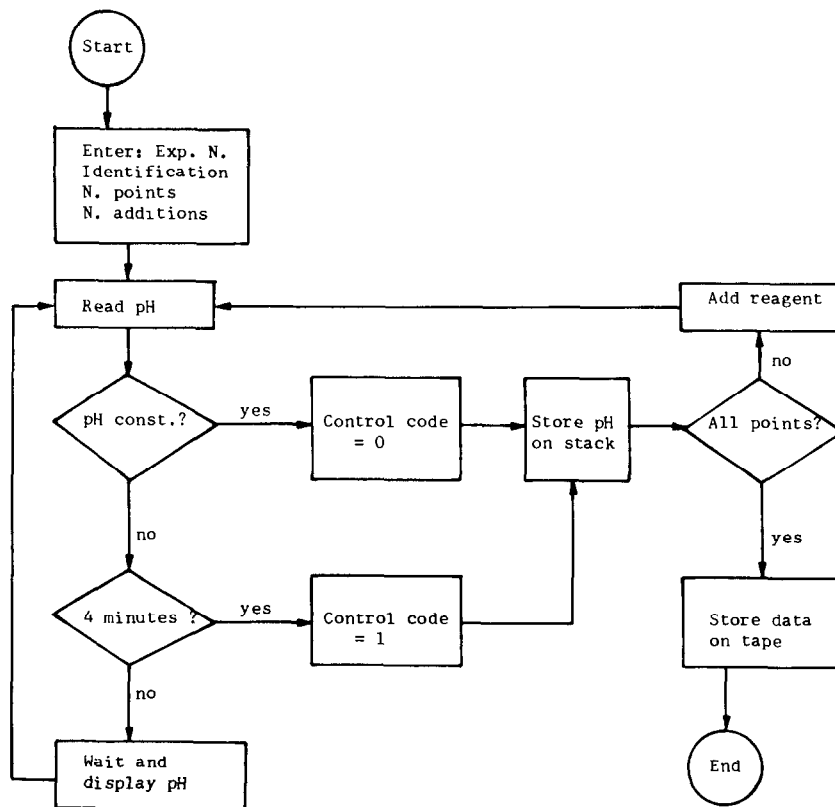 Start
Enter: Exp. N.
Identification
N. points
N. additions
Read pH
Add reagent
no
pH const.?
yes
Control code
= 0
Store pH
on stack
All points?
no
yes
4 minutes ?
yes
Control code
= 1
Store data
on tape
no
Wait and
display pH
End